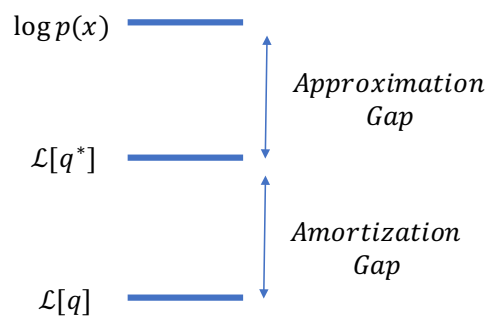 log p(x)
Approximation
Gap
ℒ[q*]
Amortization
Gap
ℒ[q]